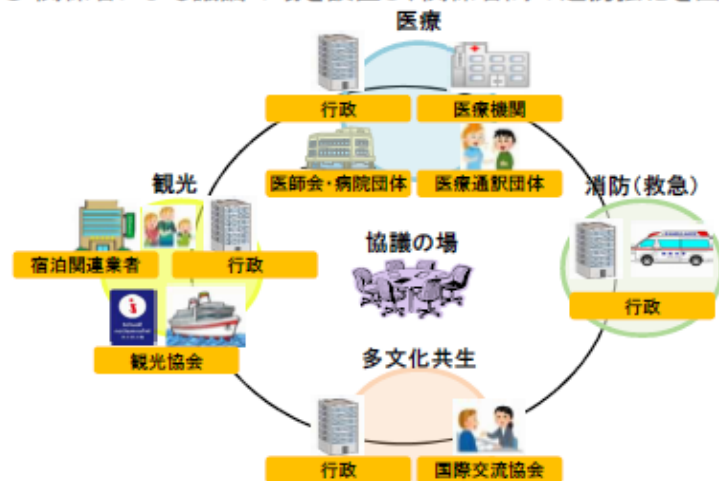 医療
行政
医療機関
医師会・病院団体
医療通訳団体
観光
宿泊関連業者
行政
観光協会
消防(救急)
行政
協議の場
多文化共生
行政
国際交流協会